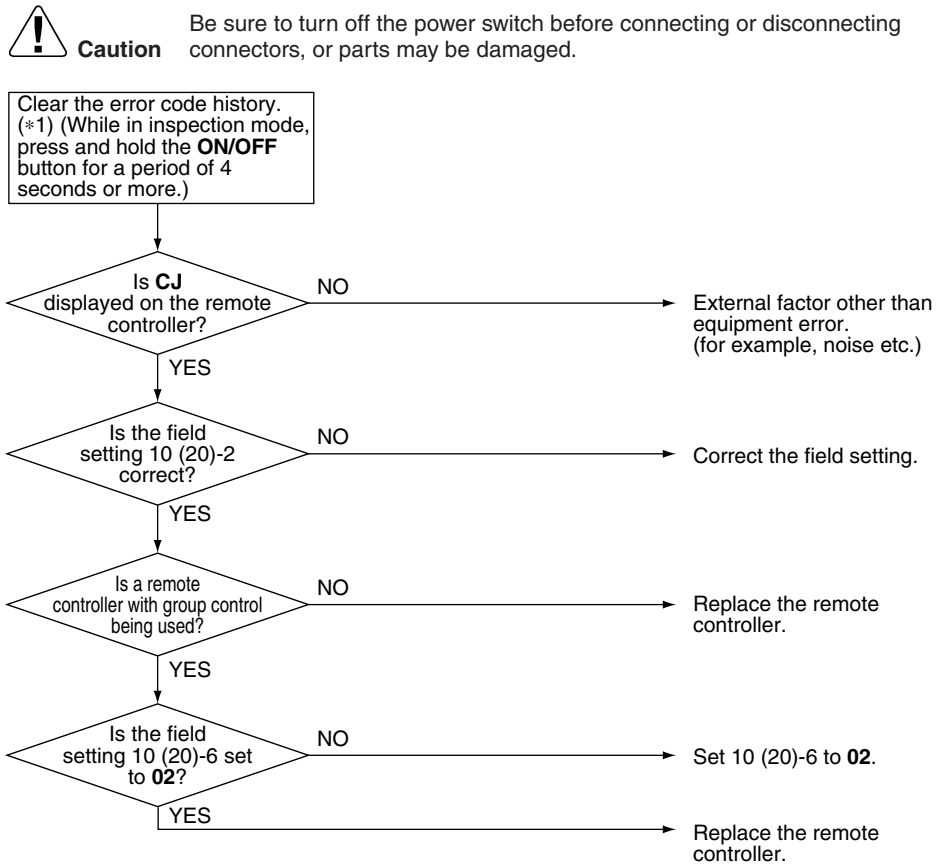 Caution
Be sure to turn off the power switch before connecting or disconnecting
connectors, or parts may be damaged.
Clear the error code history.
(*1) (While in inspection mode,
press and hold the ON/OFF
button for a period of 4
seconds or more.)
Is CJ
displayed on the remote
controller?
NO
External factor other than
equipment error.
(for example, noise etc.)
YES
Is the field
setting 10 (20)-2
correct?
NO
Correct the field setting.
YES
Is a remote
controller with group control
being used?
NO
Replace the remote
controller.
YES
Is the field
setting 10 (20)-6 set
to 02?
NO
Set 10 (20)-6 to 02.
YES
Replace the remote
controller.